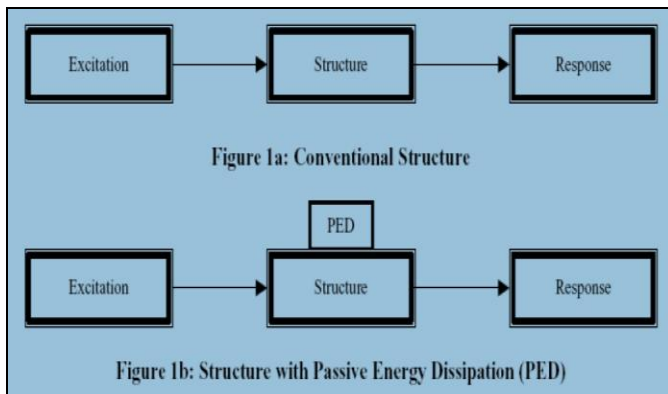 Excitation Structure Response
Figure 1a: Conventional Structure
PED
Excitation Structure Response
Figure 1b: Structure with Passive Energy Dissipation (PED)